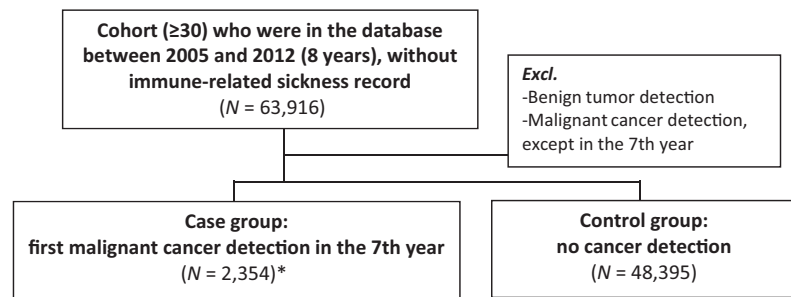 Cohort (≥30) who were in the database
between 2005 and 2012 (8 years), without
immune-related sickness record
(N = 63,916)
Excl.
-Benign tumor detection
-Malignant cancer detection,
except in the 7th year
Case group:
first malignant cancer detection in the 7th year
(N = 2,354)*
Control group:
no cancer detection
(N = 48,395)